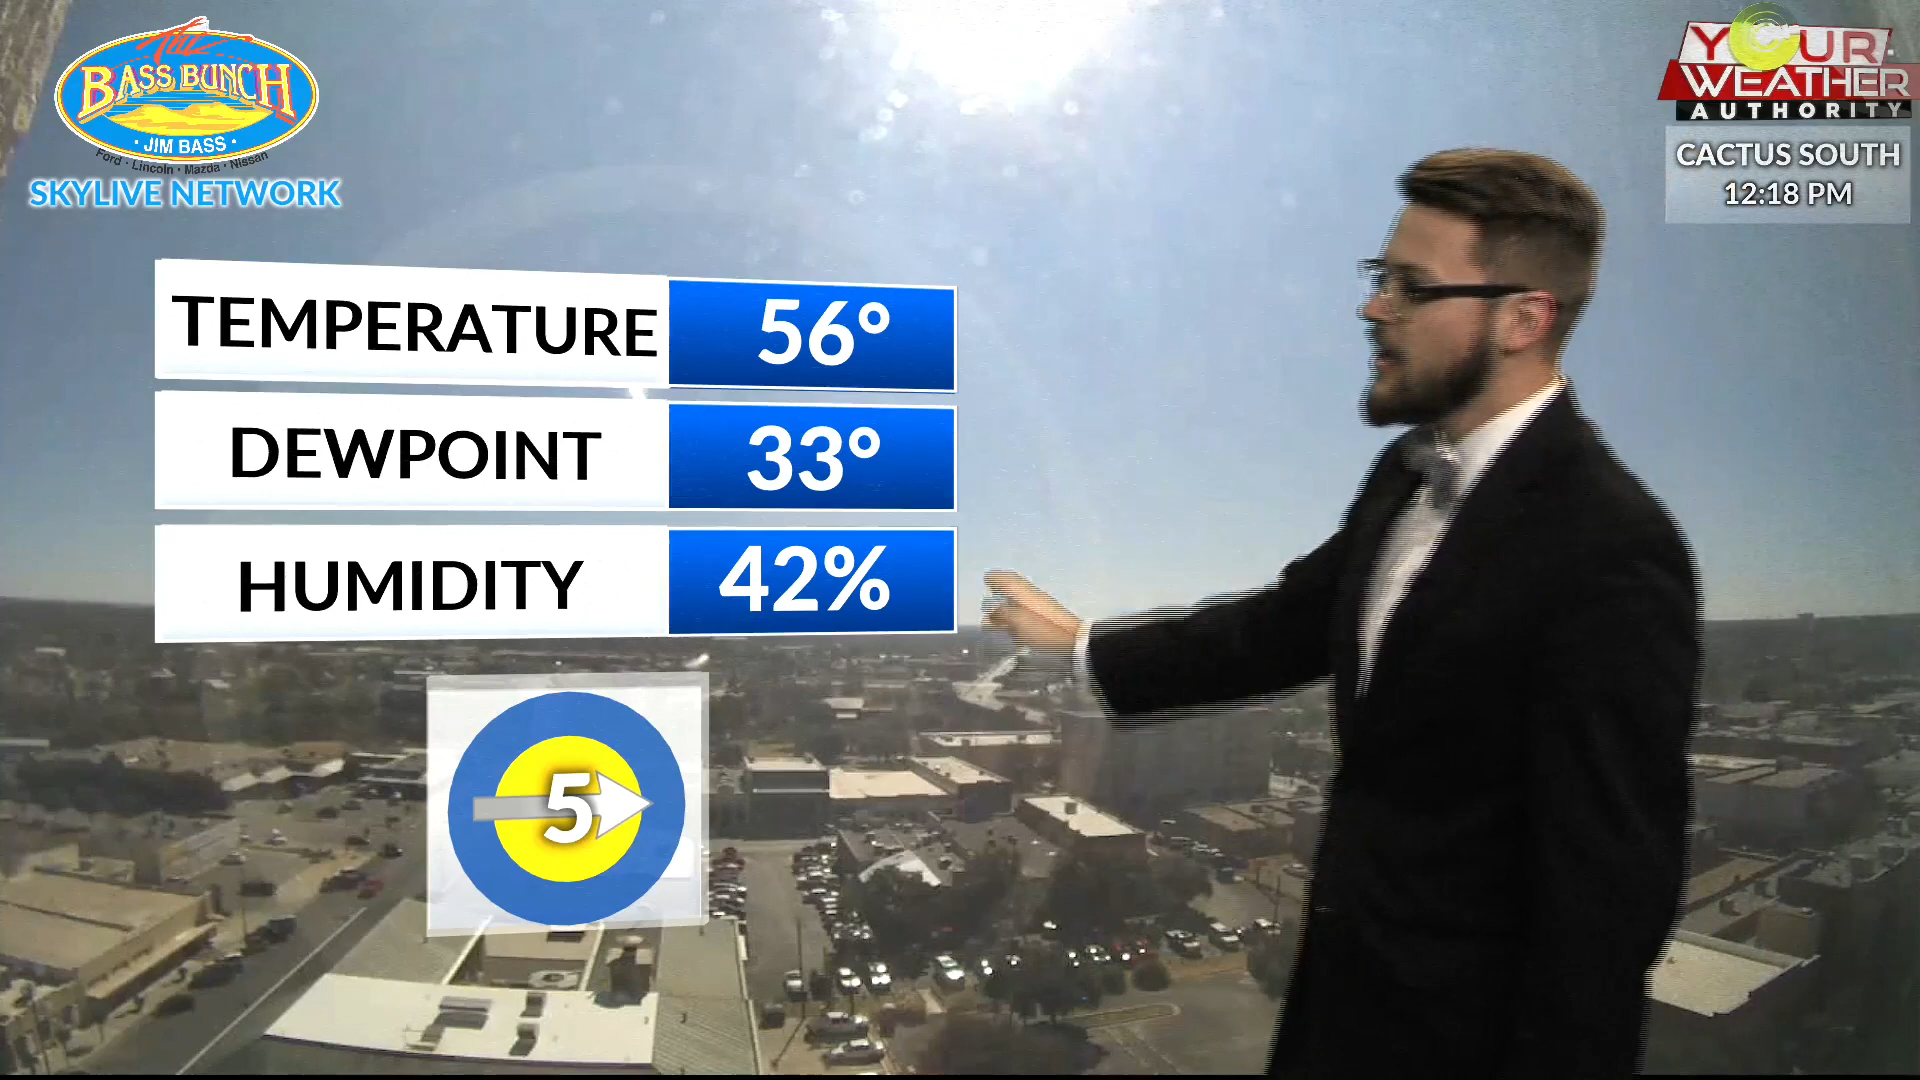 The
BASS BUNCH
· JIM BASS ·
Ford · Lincoln · Mazda · Nissan
SKYLIVE NETWORK
YOUR
WEATHER
AUTHORITY
CACTUS SOUTH
12:18 PM
TEMPERATURE 56°
DEWPOINT 33°
HUMIDITY 42%
5